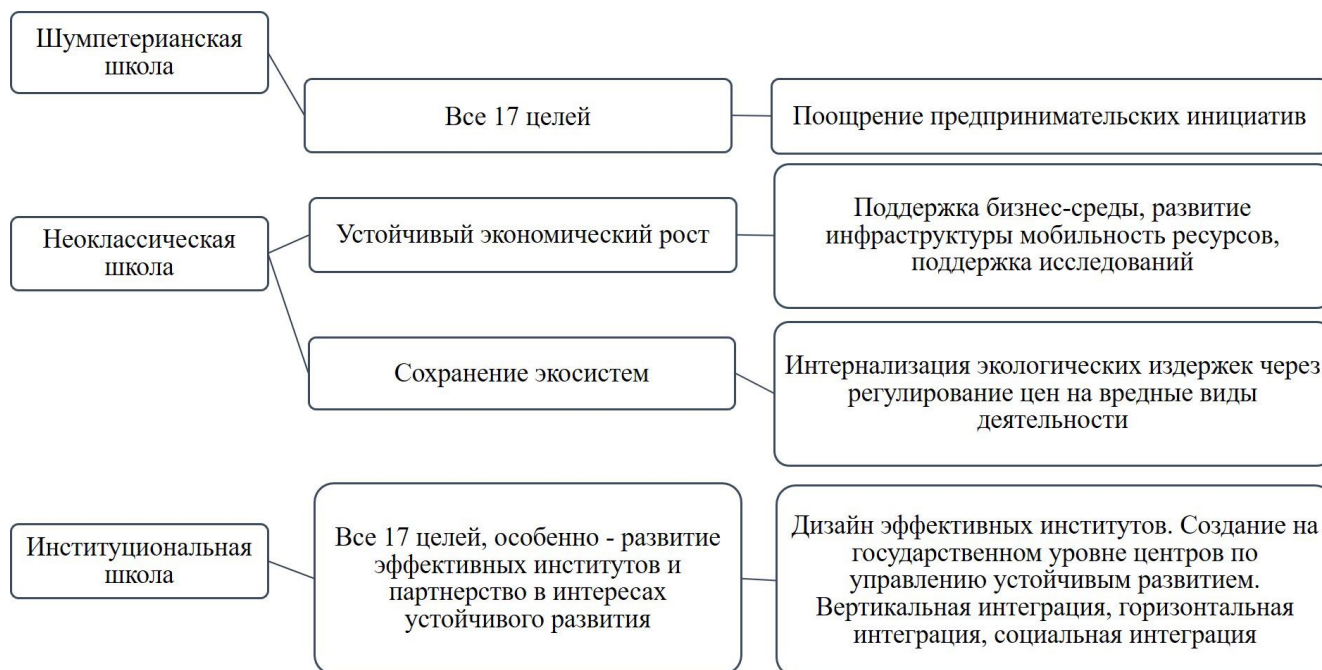 Шумпетерианская
школа
Все 17 целей
Поощрение предпринимательских инициатив
Неоклассическая
школа
Устойчивый экономический рост
Поддержка бизнес-среды, развитие
инфраструктуры мобильность ресурсов,
поддержка исследований
Сохранение экосистем
Интернализация экологических издержек через
регулирование цен на вредные виды
деятельности
Институциональная
школа
Все 17 целей, особенно - развитие
эффективных институтов и
партнерство в интересах
устойчивого развития
Дизайн эффективных институтов. Создание на
государственном уровне центров по
управлению устойчивым развитием.
Вертикальная интеграция, горизонтальная
интеграция, социальная интеграция